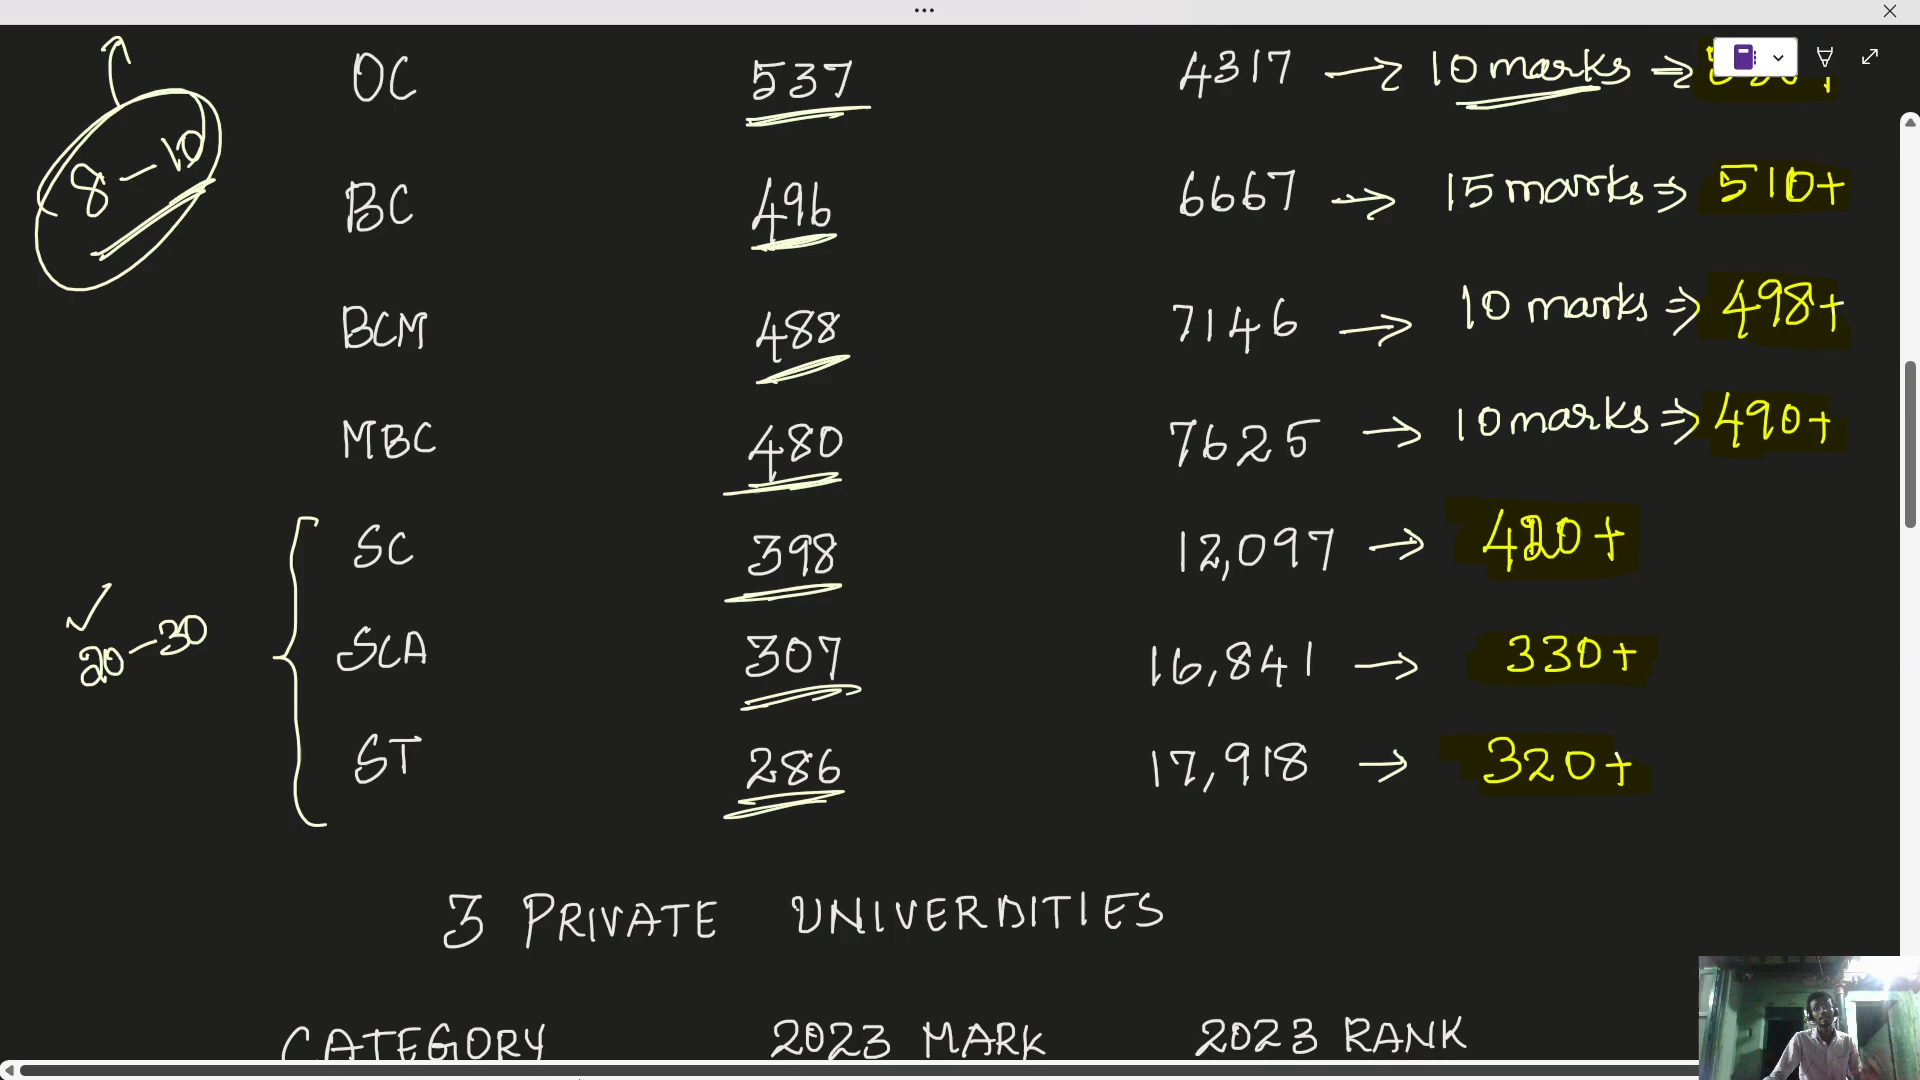 OC 537 4317 → 10 marks ⇒
8-10
BC 496 6667 → 15 marks ⇒ 510+
BCM 488 7146 → 10 marks ⇒ 498+
MBC 480 7625 → 10 marks ⇒ 490+
SC 398 12,097 → 420+
20-30
SCA 307 16,841 → 330+
ST 286 17,918 → 320+
3 PRIVATE UNIVERSITIES
CATEGORY 2023 MARK 2023 RANK